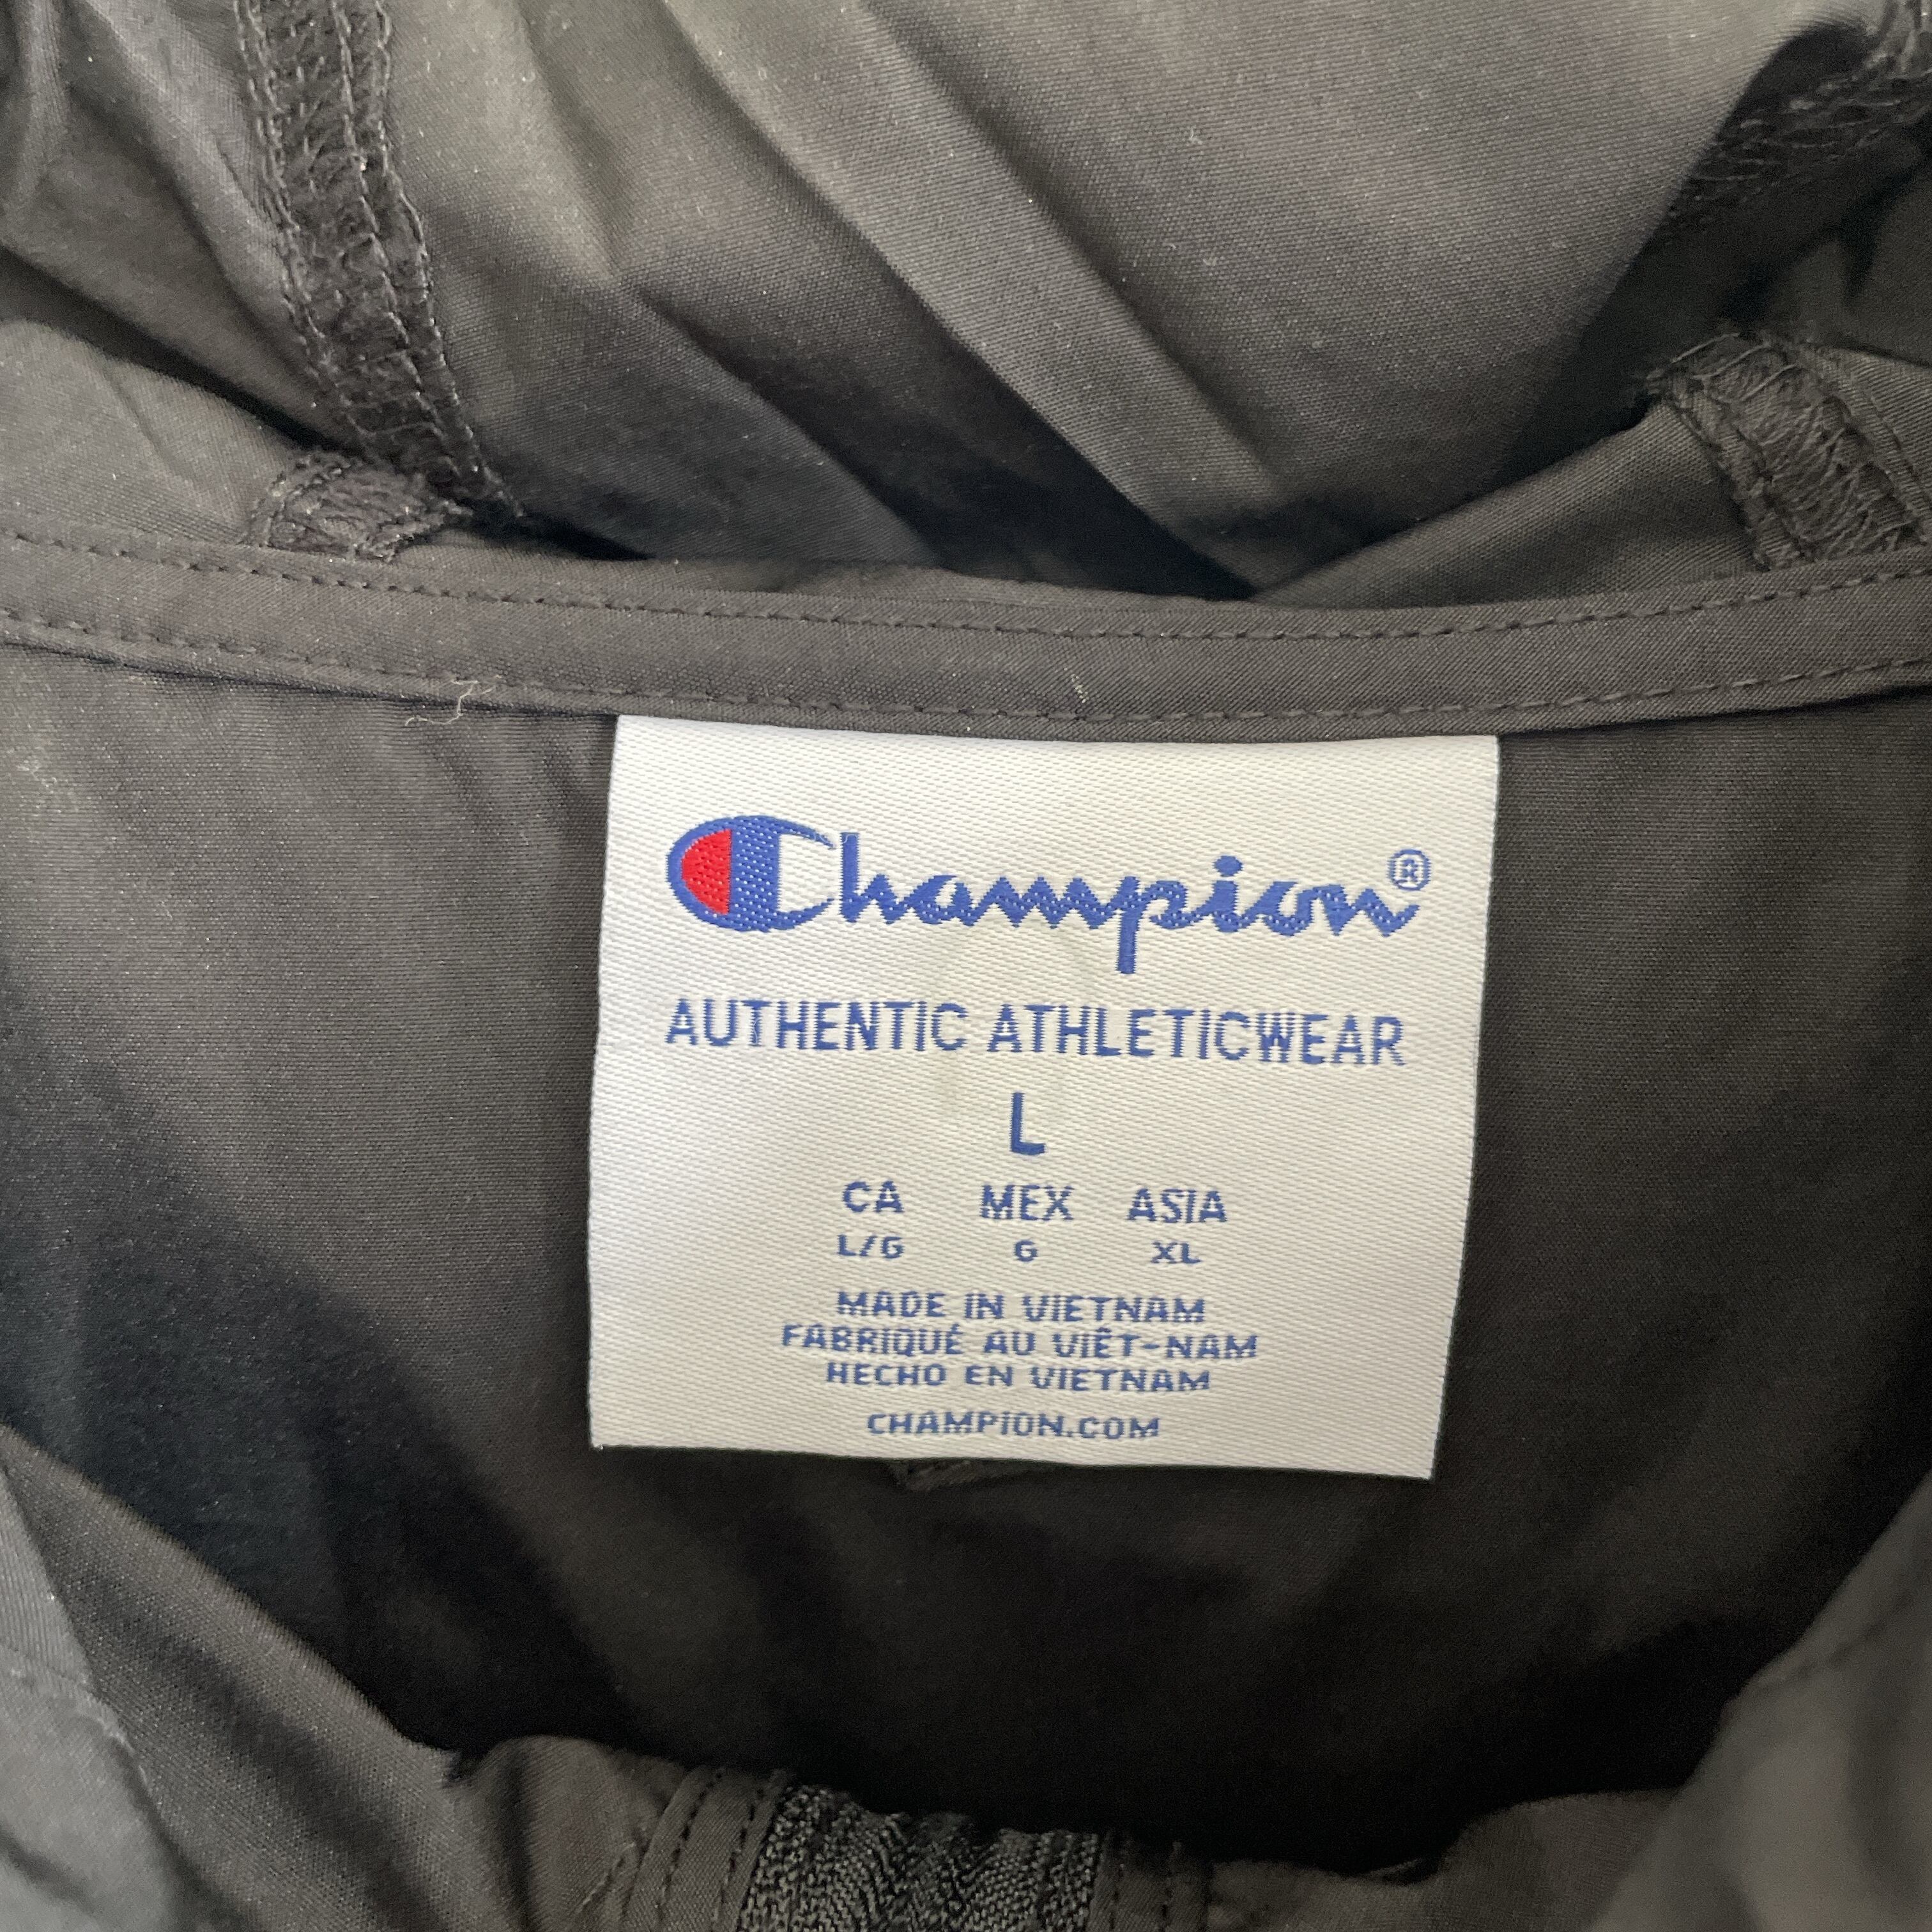 Champion®
AUTHENTIC ATHLETICWEAR
L
CA MEX ASIA
L/G G XL
MADE IN VIETNAM
FABRIQUÉ AU VIÊT-NAM
HECHO EN VIETNAM
CHAMPION.COM